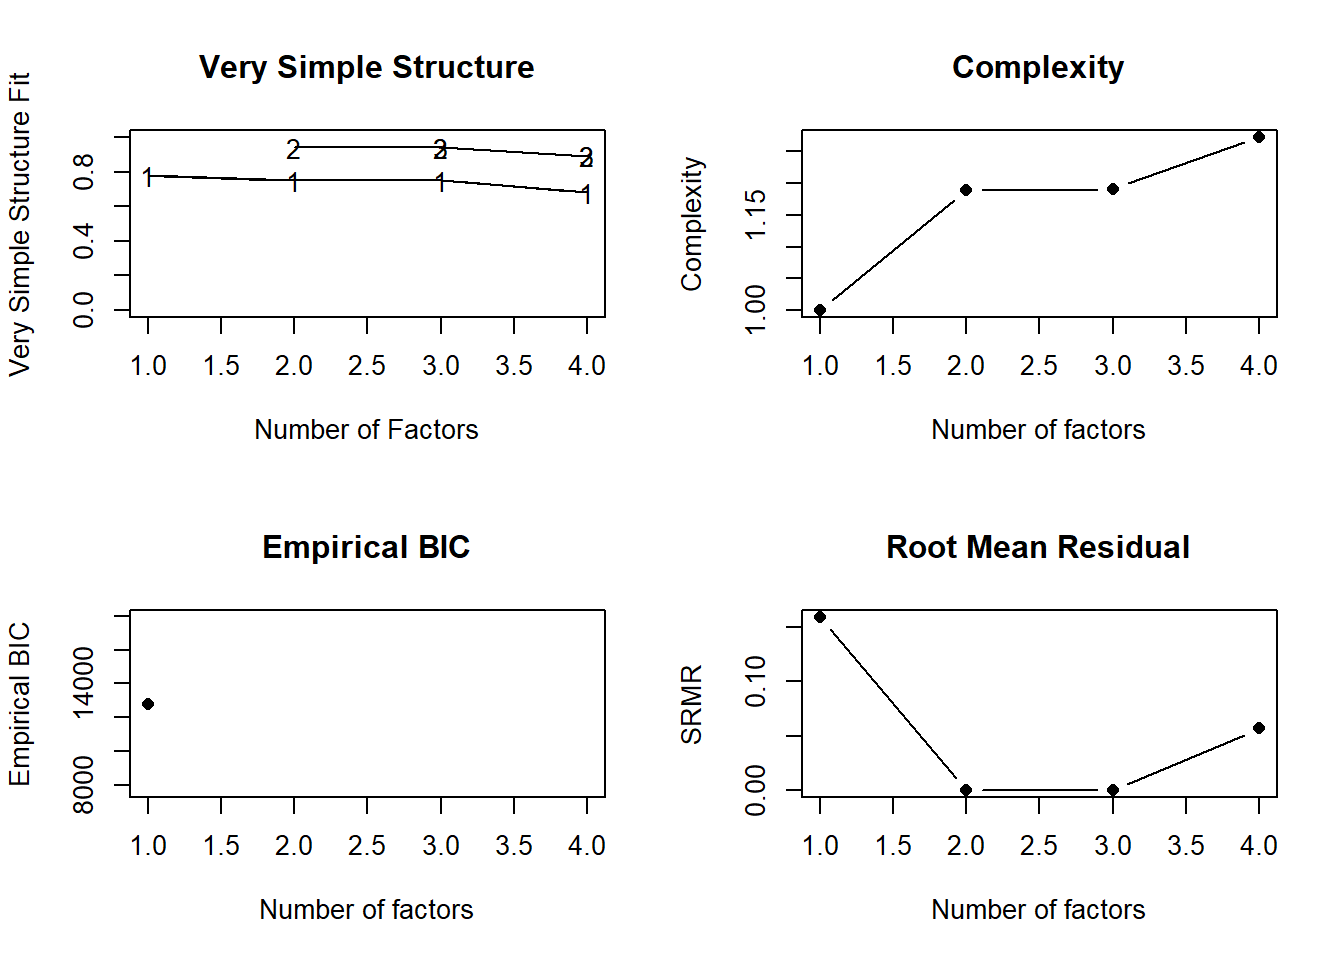 Very Simple Structure
Very Simple Structure Fit
0.0 0.4 0.8
1 1 1 1
2 2 2
3 3
1.0 1.5 2.0 2.5 3.0 3.5 4.0
Number of Factors
Complexity
Complexity
1.00 1.15
1.0 1.5 2.0 2.5 3.0 3.5 4.0
Number of factors
Empirical BIC
Empirical BIC
8000 14000
1.0 1.5 2.0 2.5 3.0 3.5 4.0
Number of factors
Root Mean Residual
SRMR
0.00 0.10
1.0 1.5 2.0 2.5 3.0 3.5 4.0
Number of factors